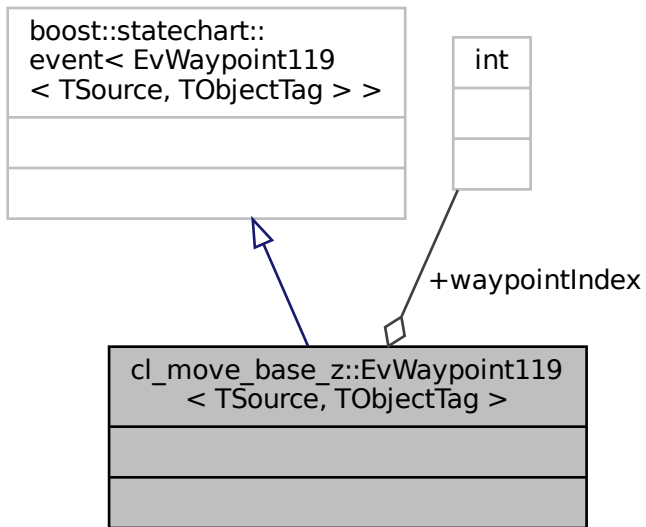 boost::statechart::
event< EvWaypoint119
< TSource, TObjectTag > >
int
+waypointIndex
cl_move_base_z::EvWaypoint119
< TSource, TObjectTag >